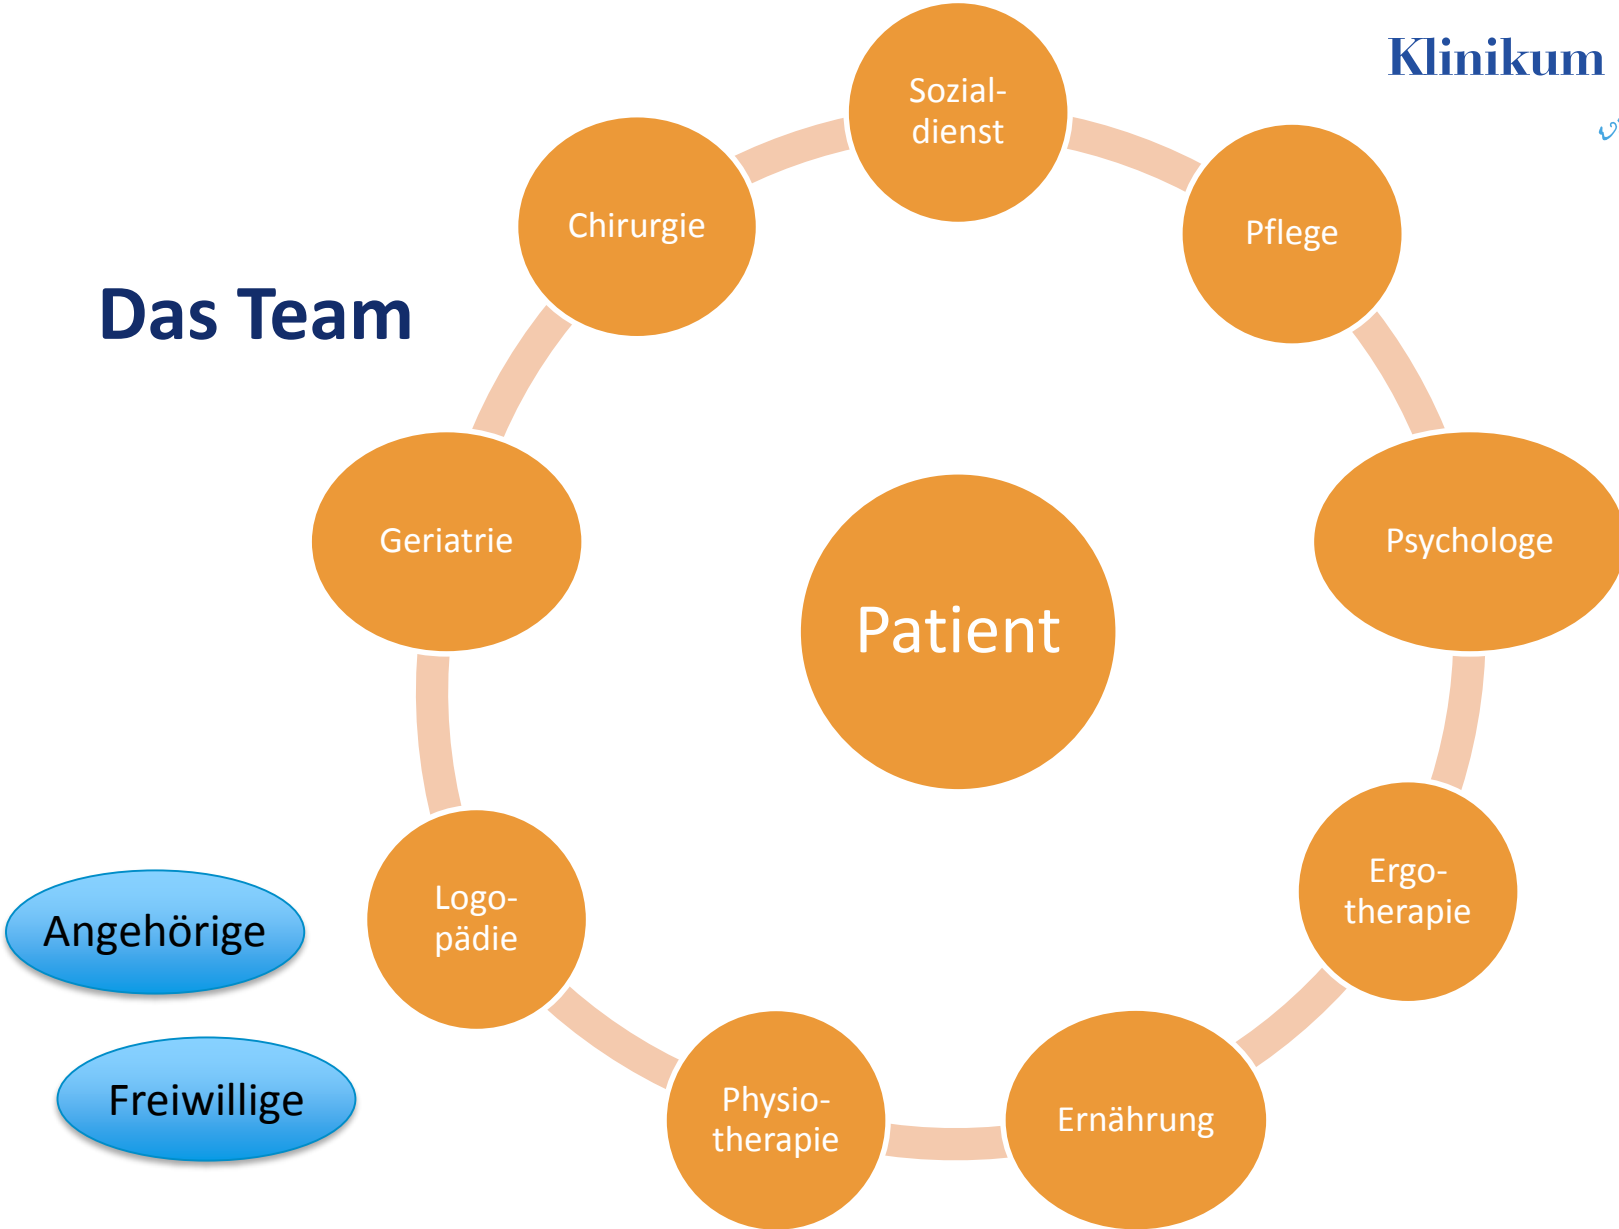 Klinikum
Sozial-
dienst
Chirurgie
Pflege
Das Team
Geriatrie
Psychologe
Patient
Logo-
pädie
Ergo-
therapie
Angehörige
Physio-
therapie
Ernährung
Freiwillige